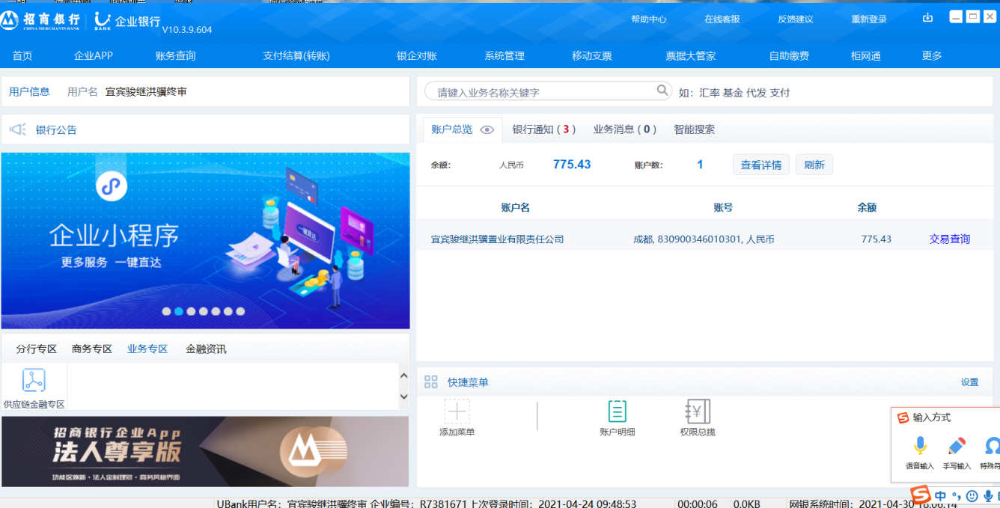 招商银行 CHINA MERCHANTS BANK U BANK 企业银行 V10.3.9.604
帮助中心 在线客服 反馈建议 重新登录
首页 企业APP 账务查询 支付结算(转账) 银企对账 系统管理 移动支票 票据大管家 自助缴费 柜网通 更多
用户信息 用户名 宜宾骏继洪骥终审
请键入业务名称关键字 如: 汇率 基金 代发 支付
银行公告
账户总览 银行通知 ( 3 ) 业务消息 ( 0 ) 智能搜索
余额: 人民币 775.43 账户数: 1 查看详情 刷新
账户名 账号 余额
宜宾骏继洪骥置业有限责任公司 成都, 830900346010301, 人民币 775.43 交易查询
企业小程序
更多服务 一键直达
一键直达
分行专区 商务专区 业务专区 金融资讯
供应链金融专区
快捷菜单 设置
添加菜单 账户明细 权限总揽
招商银行企业App
法人尊享版
功能区焕新·法人定制理财·商务风格界面
输入方式
语音输入 手写输入 特殊符
中
UBank用户名: 宜宾骏继洪骥终审 企业编号: R7381671 上次登录时间: 2021-04-24 09:48:53 00:00:06 0.0KB 网银系统时间: 2021-04-30 16:06:14